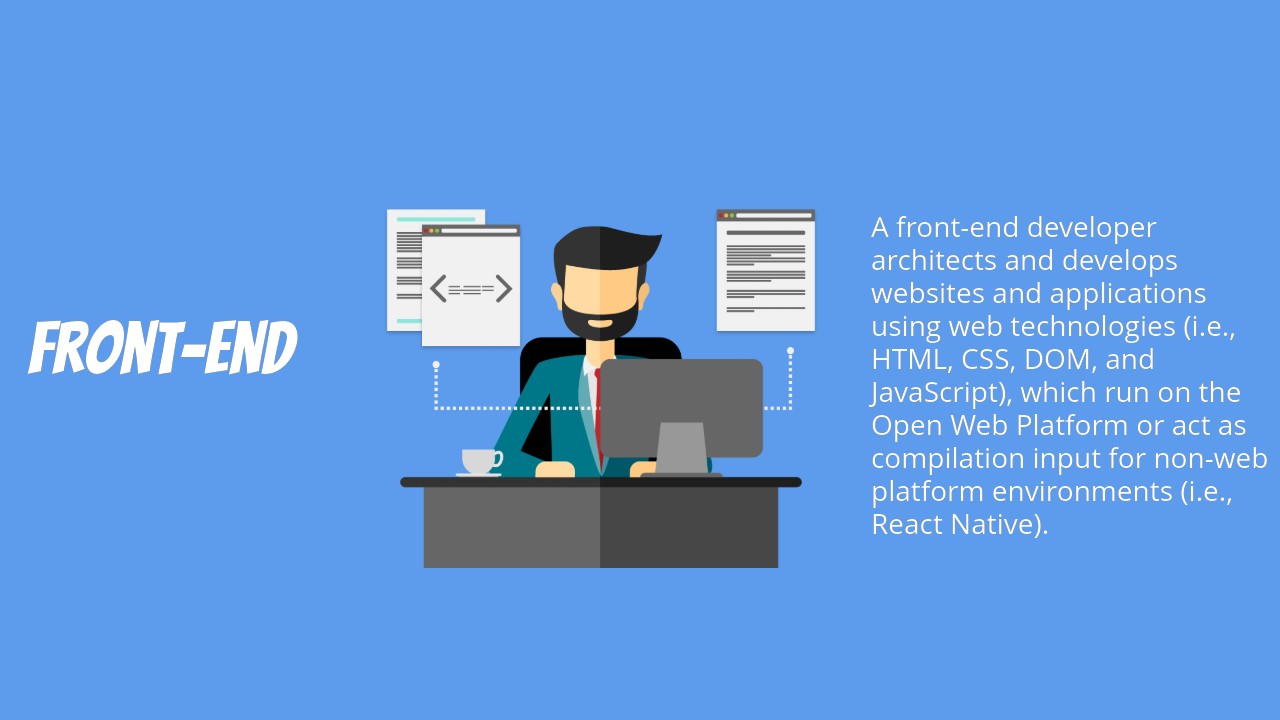 FRONT-END
A front-end developer
architects and develops
websites and applications
using web technologies (i.e.,
HTML, CSS, DOM, and
JavaScript), which run on the
Open Web Platform or act as
compilation input for non-web
platform environments (i.e.,
React Native).